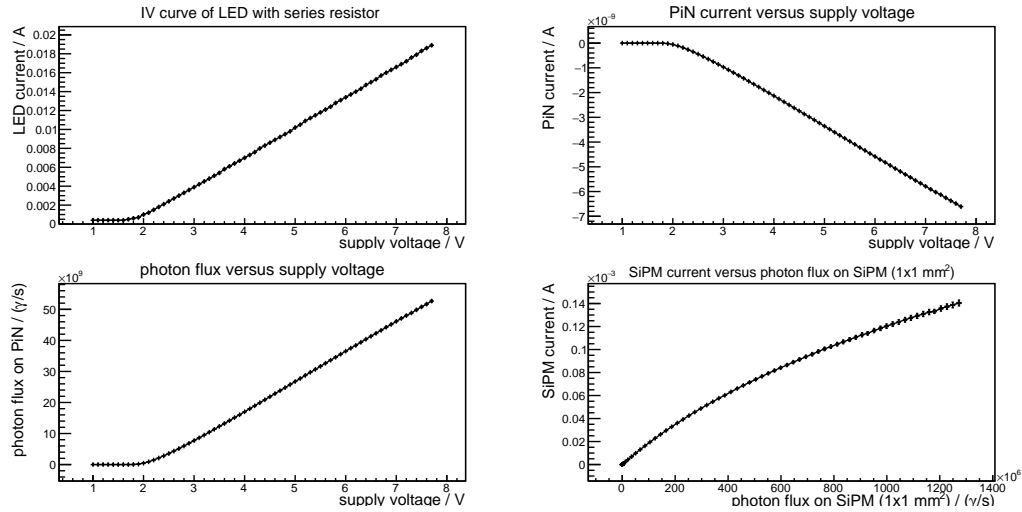 IV curve of LED with series resistor
LED current / A
0.02
0.018
0.016
0.014
0.012
0.01
0.008
0.006
0.004
0.002
0
1 2 3 4 5 6 7 8
supply voltage / V
PiN current versus supply voltage
×10⁻⁹
PiN current / A
0
−1
−2
−3
−4
−5
−6
−7
1 2 3 4 5 6 7 8
supply voltage / V
photon flux versus supply voltage
×10⁹
photon flux on PiN / (γ/s)
50
40
30
20
10
0
1 2 3 4 5 6 7 8
supply voltage / V
SiPM current versus photon flux on SiPM (1x1 mm²)
×10⁻³
SiPM current / A
0.14
0.12
0.1
0.08
0.06
0.04
0.02
0
0 200 400 600 800 1000 1200 1400
×10⁶
photon flux on SiPM (1x1 mm²) / (γ/s)